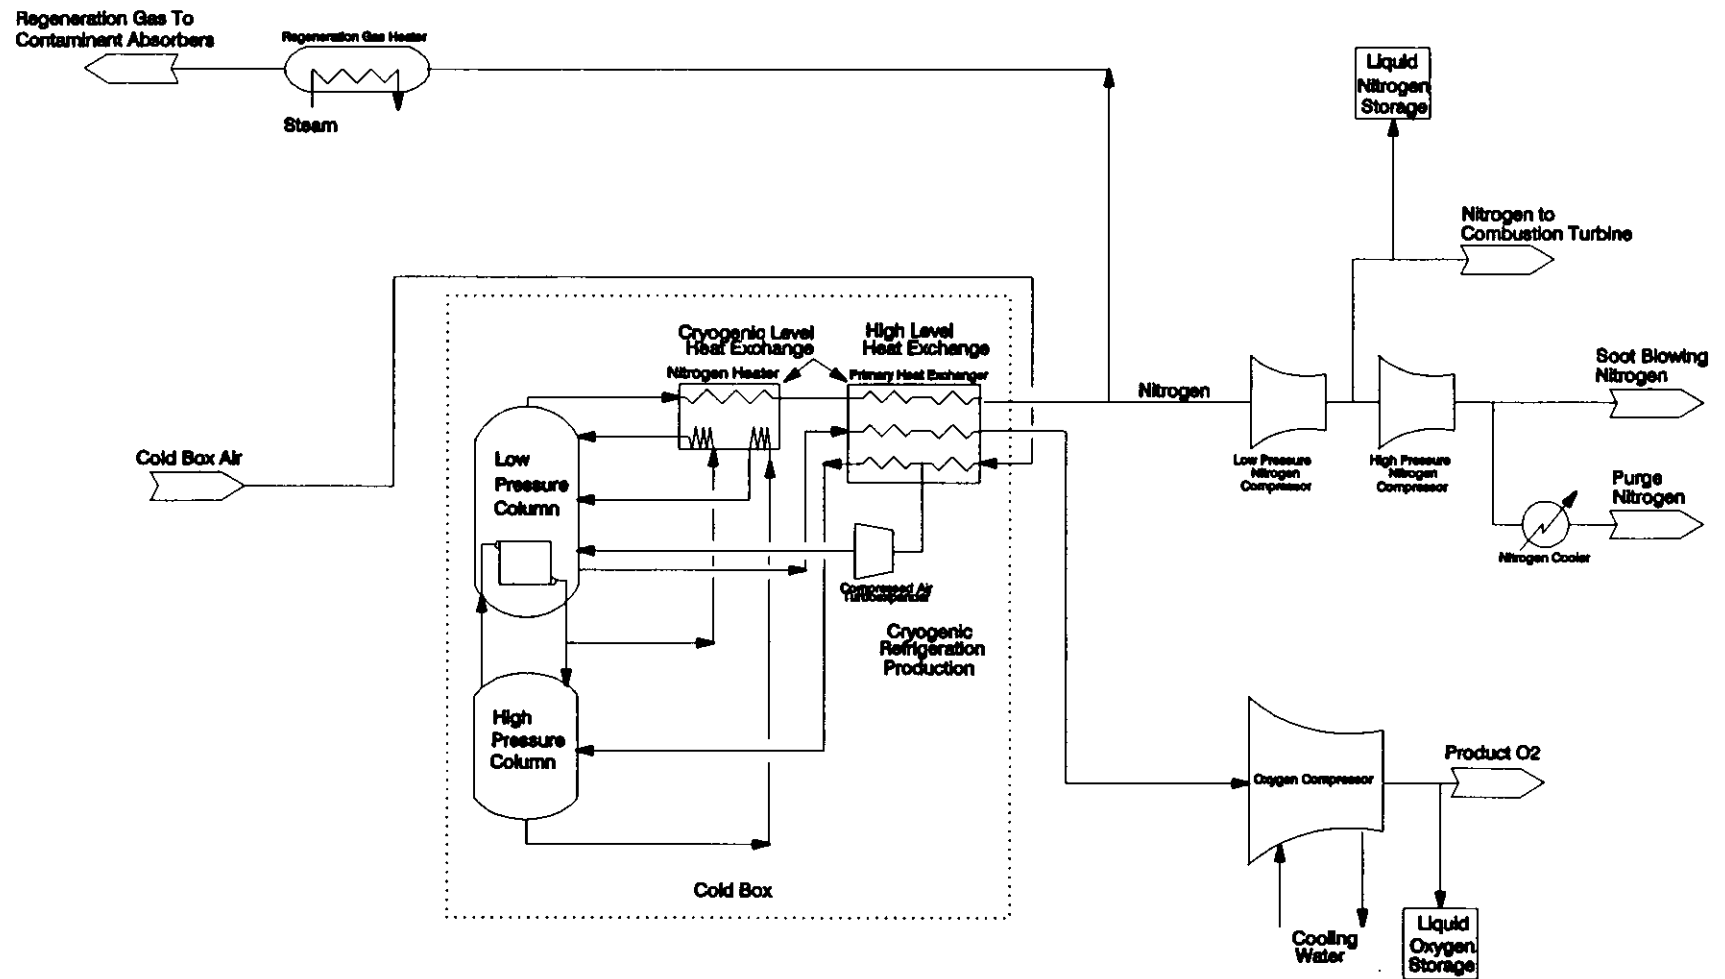 Regeneration Gas To
Contaminant Absorbers
Regeneration Gas Heater
Steam
Liquid
Nitrogen
Storage
Nitrogen to
Combustion Turbine
Cryogenic Level
Heat Exchange
High Level
Heat Exchange
Nitrogen Heater
Primary Heat Exchanger
Nitrogen
Soot Blowing
Nitrogen
Cold Box Air
Low
Pressure
Column
Low Pressure
Nitrogen
Compressor
High Pressure
Nitrogen
Compressor
Purge
Nitrogen
Nitrogen Cooler
Compressed Air
Turboexpander
Cryogenic
Refrigeration
Production
High
Pressure
Column
Product O2
Oxygen Compressor
Cold Box
Cooling
Water
Liquid
Oxygen
Storage